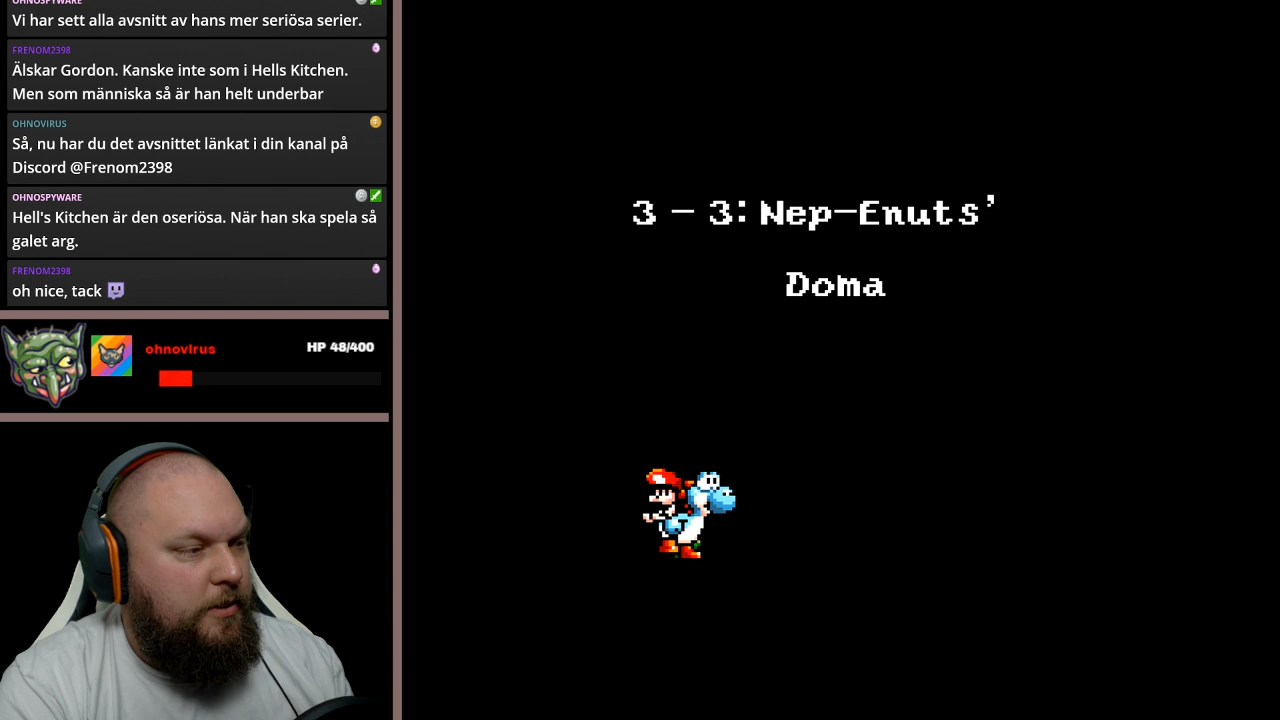 OHNOSPYWARE
Vi har sett alla avsnitt av hans mer seriösa serier.
FRENOM2398
Älskar Gordon. Kanske inte som i Hells Kitchen.
Men som människa så är han helt underbar
OHNOVIRUS
Så, nu har du det avsnittet länkat i din kanal på
Discord @Frenom2398
OHNOSPYWARE
Hell's Kitchen är den oseriösa. När han ska spela så
galet arg.
FRENOM2398
oh nice, tack
ohnovirus
HP 48/400
3 - 3: Nep-Enuts'
Doma